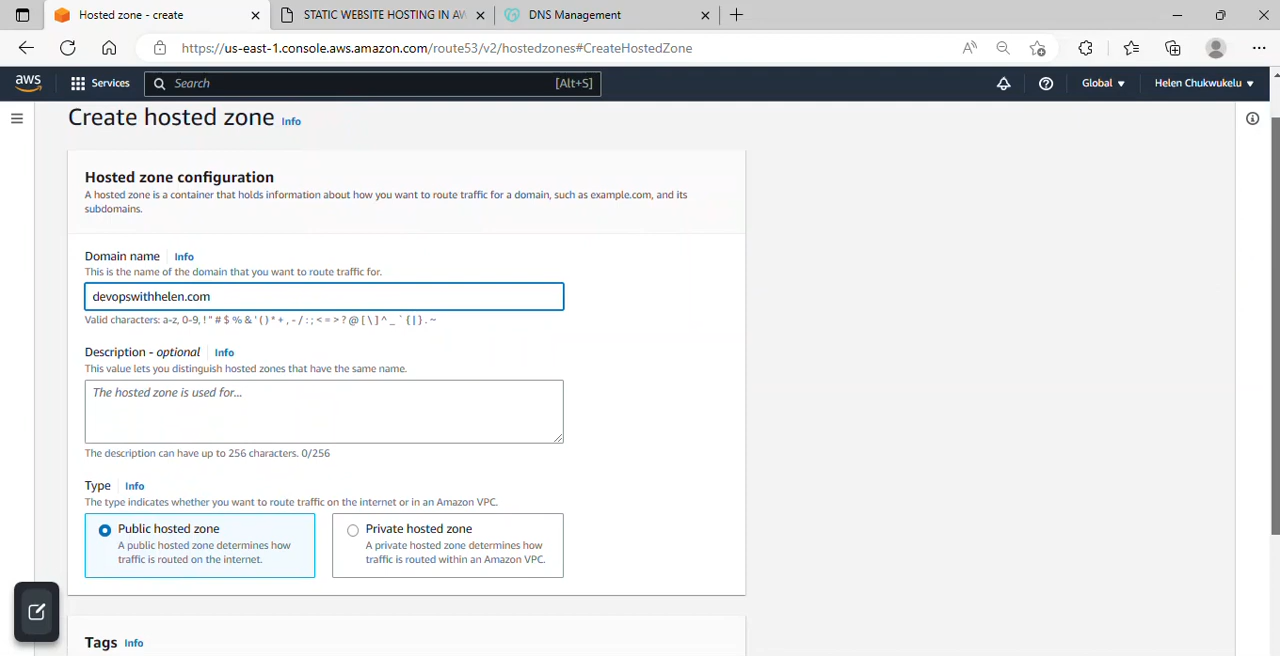 Hosted zone - create
STATIC WEBSITE HOSTING IN AW
DNS Management
https://us-east-1.console.aws.amazon.com/route53/v2/hostedzones#CreateHostedZone
aws
Services
Search
[Alt+S]
Global
Helen Chukwukelu
Create hosted zone Info
Hosted zone configuration
A hosted zone is a container that holds information about how you want to route traffic for a domain, such as example.com, and its
subdomains.
Domain name Info
This is the name of the domain that you want to route traffic for.
devopswithhelen.com
Valid characters: a-z, 0-9, ! " # $ % & ' ( ) * + , - / : ; < = > ? @ [ \ ] ^ _ ` { | } . ~
Description - optional Info
This value lets you distinguish hosted zones that have the same name.
The hosted zone is used for...
The description can have up to 256 characters. 0/256
Type Info
The type indicates whether you want to route traffic on the internet or in an Amazon VPC.
Public hosted zone
A public hosted zone determines how
traffic is routed on the internet.
Private hosted zone
A private hosted zone determines how
traffic is routed within an Amazon VPC.
Tags Info